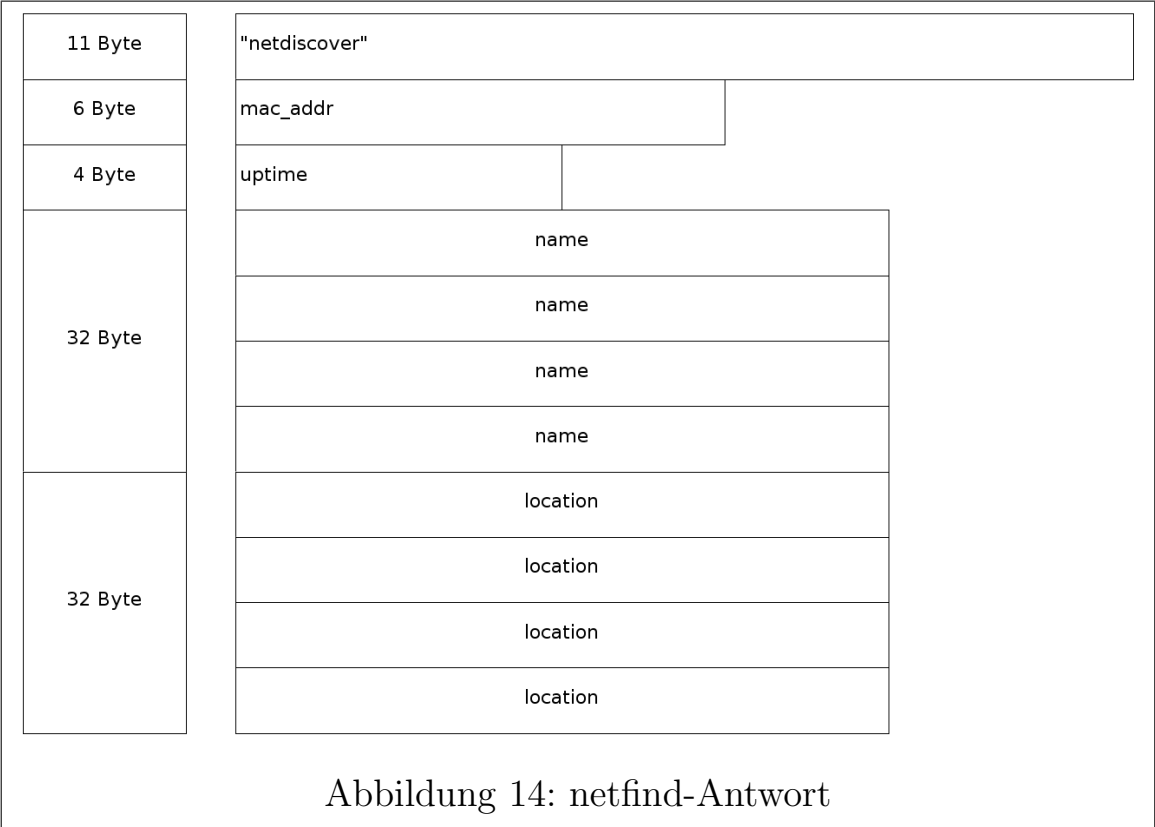 11 Byte "netdiscover"
6 Byte mac_addr
4 Byte uptime
name
name
32 Byte
name
name
location
location
32 Byte
location
location
Abbildung 14: netfind-Antwort